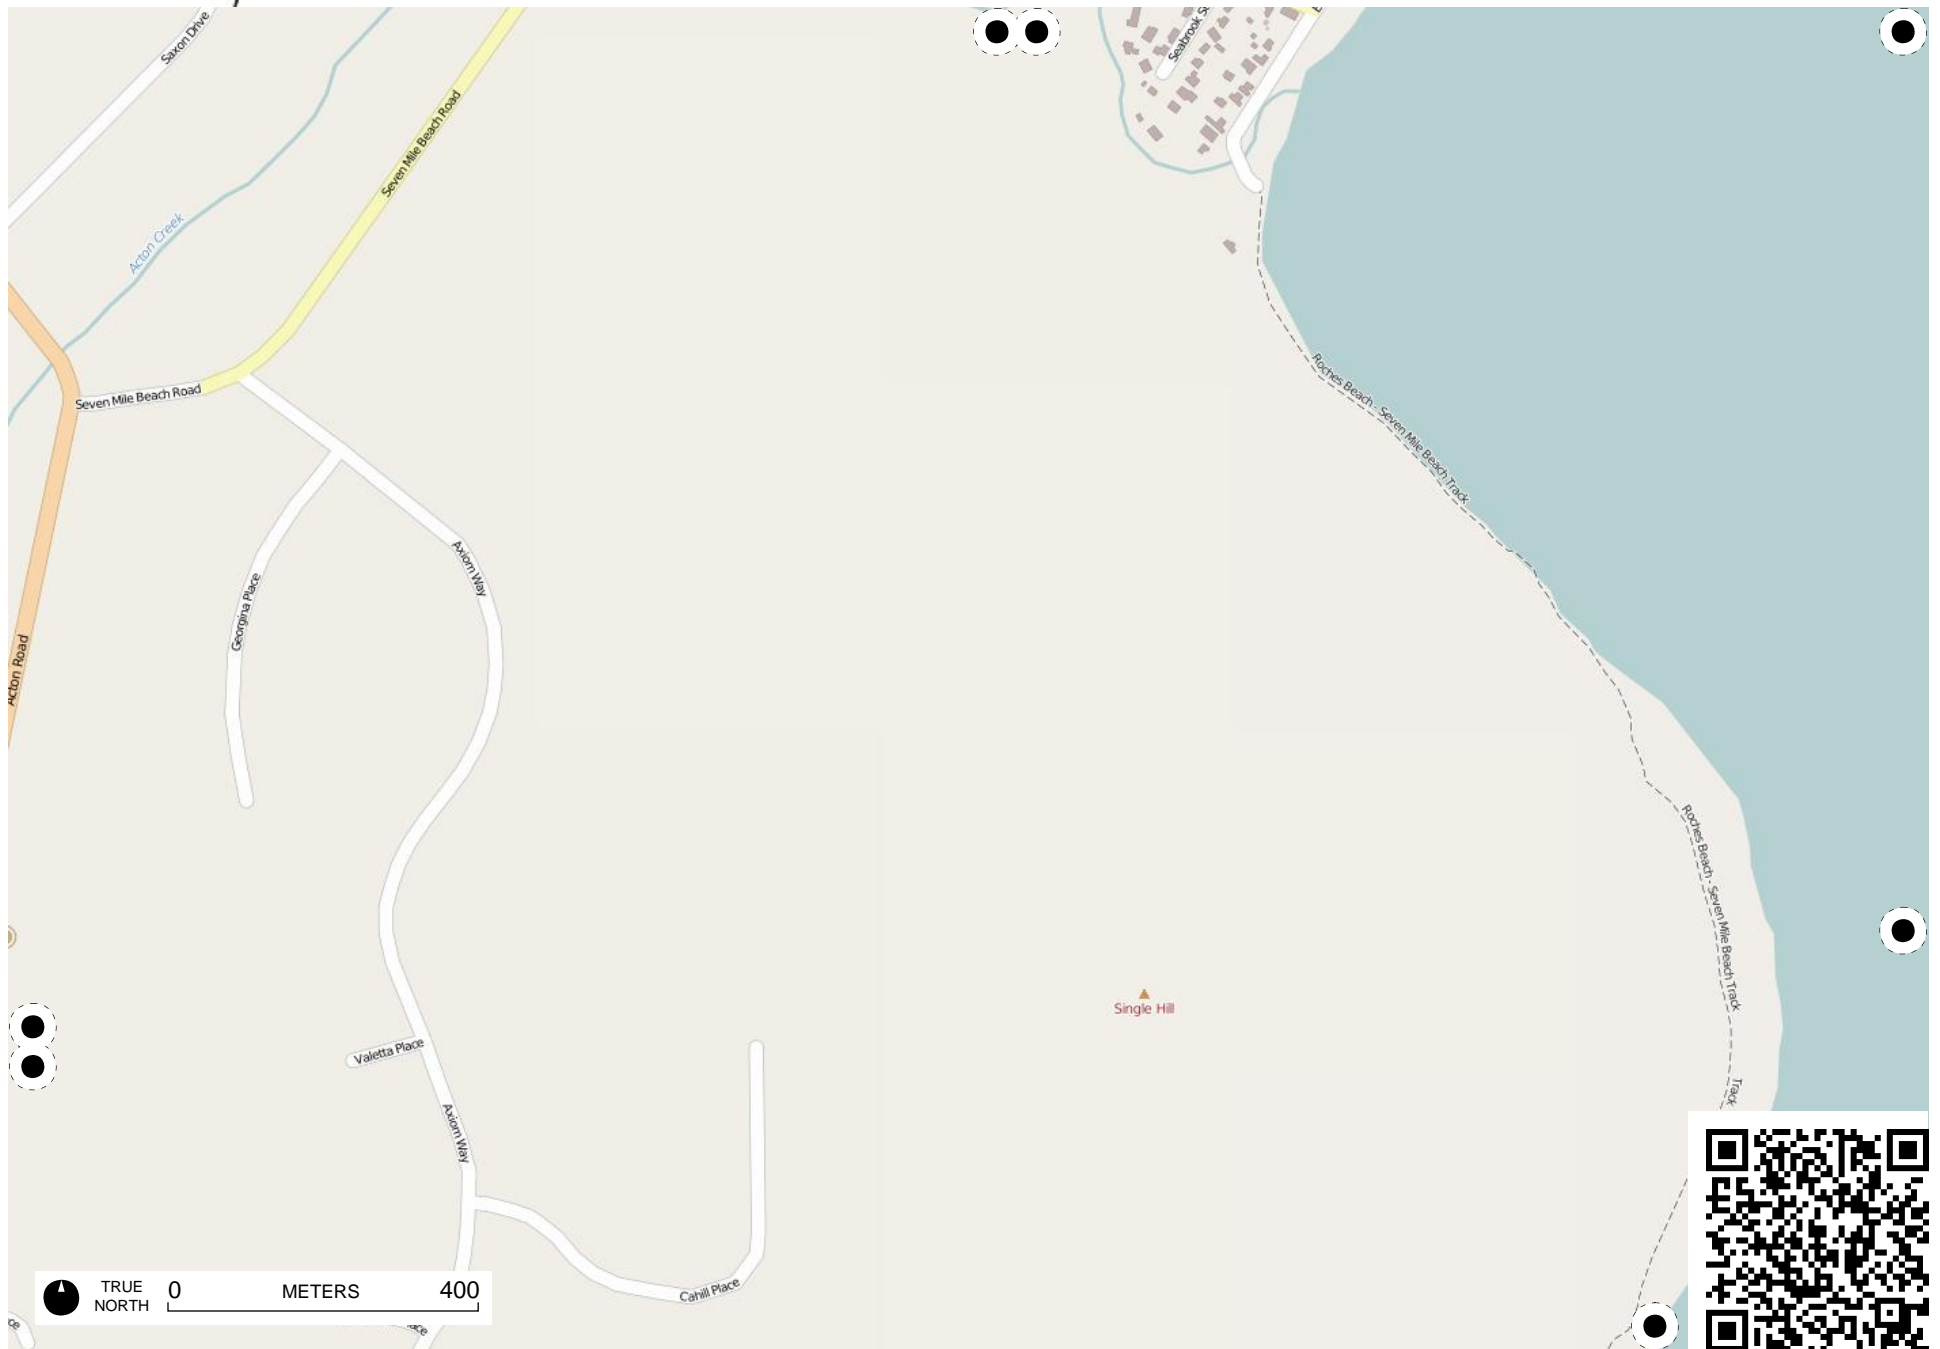 Saxon Drive
Seabrook
Seven Mile Beach Road
Acton Creek
Seven Mile Beach Road
Roches Beach - Seven Mile Beach Track
Axiom Way
Georgina Place
Acton Road
Roches Beach - Seven Mile Beach Track
Single Hill
Valetta Place
Track
Axiom Way
Cahill Place
TRUE
NORTH
0 METERS 400